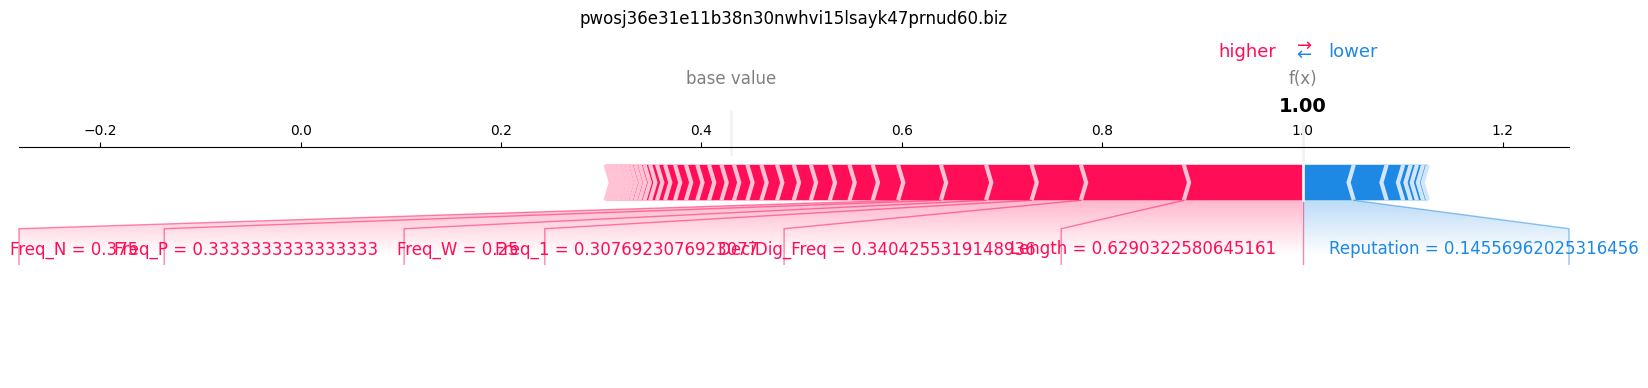 pwosj36e31e11b38n30nwhvi15lsayk47prnud60.biz
higher ⇄ lower
base value
f(x)
1.00
−0.2 0.0 0.2 0.4 0.6 0.8 1.0 1.2
Freq_N = 0.375 Freq_P = 0.3333333333333333 Freq_W = 0.25 Freq_1 = 0.3076923076923077 Dec/Dig_Freq = 0.3404255319148936 Length = 0.6290322580645161 Reputation = 0.14556962025316456